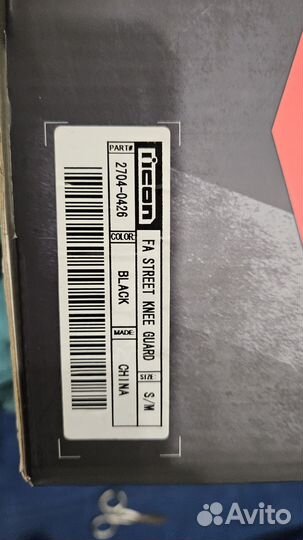 icon
FA STREET KNEE GUARD
SIZE: S/M
PART# 2704-0426
COLOR: BLACK
MADE: CHINA
Avito